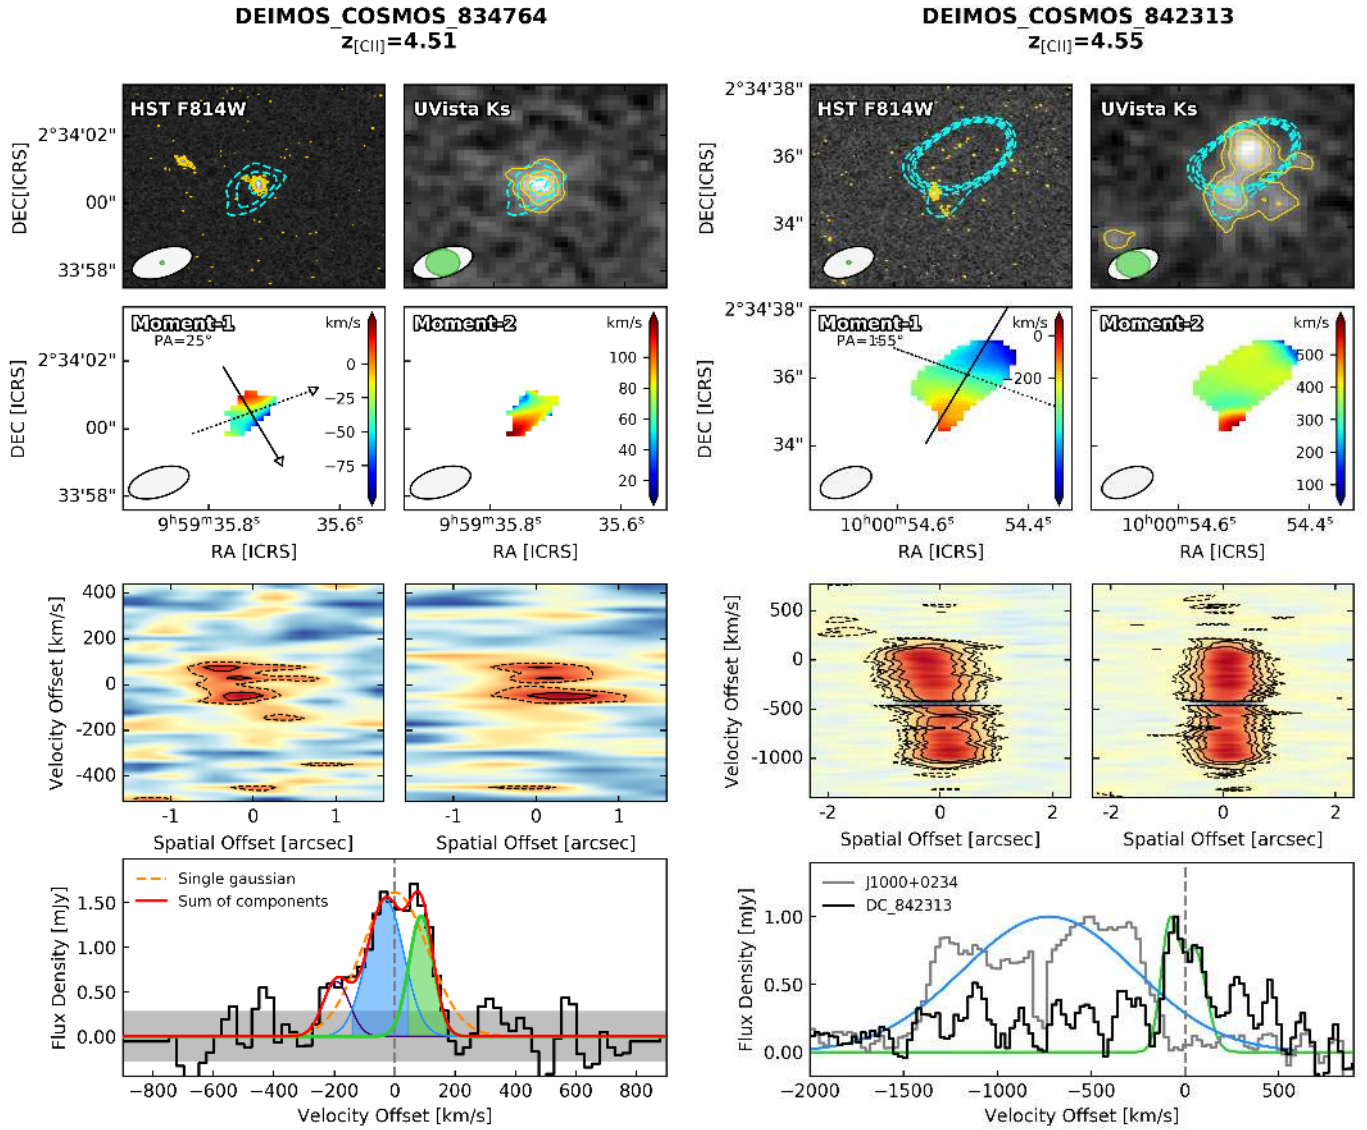 DEIMOS_COSMOS_834764
z[CII]=4.51
HST F814W
UVista Ks
DEC[ICRS]
2°34'02"
00"
33'58"
Moment-1
PA=25°
km/s
0
−25
−50
−75
Moment-2
km/s
100
80
60
40
20
DEC [ICRS]
2°34'02"
00"
33'58"
9h59m35.8s
35.6s
RA [ICRS]
9h59m35.8s
35.6s
RA [ICRS]
Velocity Offset [km/s]
400
200
0
-200
-400
-1
0
1
Spatial Offset [arcsec]
-1
0
1
Spatial Offset [arcsec]
Single gaussian
Sum of components
Flux Density [mJy]
1.50
1.00
0.50
0.00
−800
−600
−400
−200
0
200
400
600
800
Velocity Offset [km/s]
DEIMOS_COSMOS_842313
z[CII]=4.55
HST F814W
UVista Ks
DEC[ICRS]
2°34'38"
36"
34"
Moment-1
PA=155°
km/s
0
−200
Moment-2
km/s
500
400
300
200
100
DEC [ICRS]
2°34'38"
36"
34"
10h00m54.6s
54.4s
RA [ICRS]
10h00m54.6s
54.4s
RA [ICRS]
Velocity Offset [km/s]
500
0
-500
-1000
-2
0
2
Spatial Offset [arcsec]
-2
0
2
Spatial Offset [arcsec]
J1000+0234
DC_842313
Flux Density [mJy]
1.00
0.50
0.00
−2000
−1500
−1000
−500
0
500
Velocity Offset [km/s]